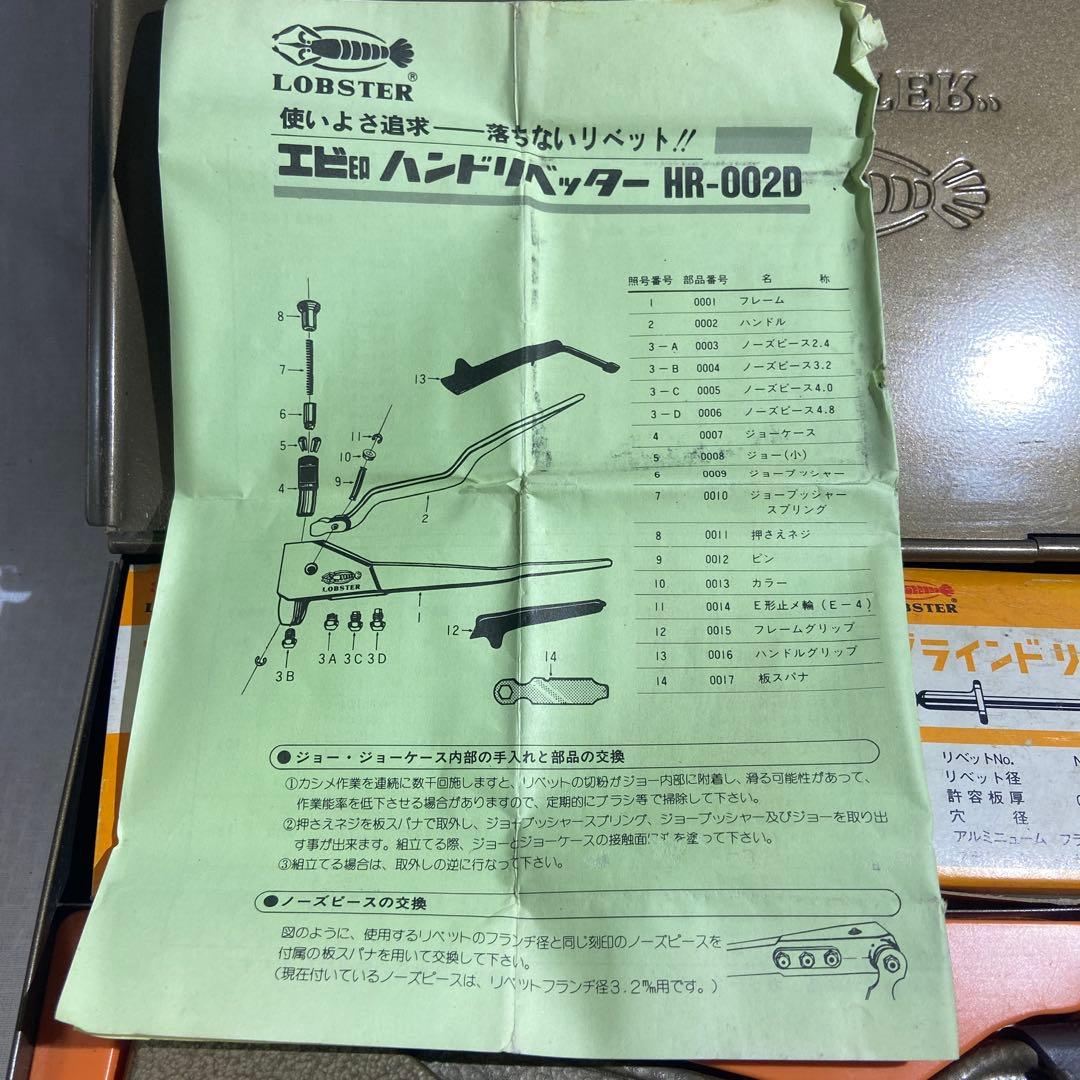 LOBSTER®
使いよさ追求——落ちないリベット!!
エビ印 ハンドリベッター HR-002D
照号番号 部品番号 名 称
1 0001 フレーム
2 0002 ハンドル
3-A 0003 ノーズピース2.4
3-B 0004 ノーズピース3.2
3-C 0005 ノーズピース4.0
3-D 0006 ノーズピース4.8
4 0007 ジョーケース
5 0008 ジョー(小)
6 0009 ジョープッシャー
7 0010 ジョープッシャー
スプリング
8 0011 押さえネジ
9 0012 ピン
10 0013 カラー
11 0014 E形止メ輪(E-4)
12 0015 フレームグリップ
13 0016 ハンドルグリップ
14 0017 板スパナ
8
7
6
5
4
13
11
10
9
2
LOBSTER
1
12
14
3B
3A 3C 3D
●ジョー・ジョーケース内部の手入れと部品の交換
①カシメ作業を連続に数千回施しますと、リベットの切粉がジョー内部に附着し、滑る可能性があって、
作業能率を低下させる場合がありますので、定期的にブラシ等で掃除して下さい。
②押さえネジを板スパナで取外し、ジョープッシャースプリング、ジョープッシャー及びジョーを取り出
す事が出来ます。組立てる際、ジョーとジョーケースの接触面に を塗って下さい。
③組立てる場合は、取外しの逆に行なって下さい。
●ノーズピースの交換
図のように、使用するリベットのフランヂ径と同じ刻印のノーズピースを
付属の板スパナを用いて交換して下さい。
(現在付いているノーズピースは、リベットフランヂ径3.2㎜用です。)
LOBSTER
ブラインドリ
リベットNo.
リベット径
許容板厚
穴 径
アルミニューム フラ